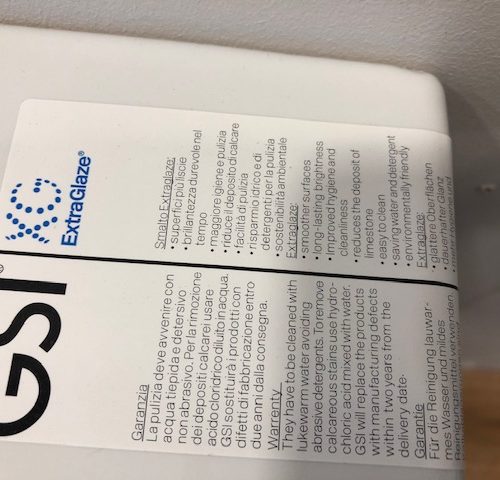 GSI®
XG
ExtraGlaze®
Garanzia
La pulizia deve avvenire con
acqua tiepida e detersivo
non abrasivo. Per la rimozione
dei depositi calcarei usare
acido cloridrico diluito in acqua.
GSI sostituirà i prodotti con
difetti di fabbricazione entro
due anni dalla consegna.
Warrenty
They have to be cleaned with
lukewarm water avoiding
abrasive detergents. To remove
calcareous stains use hydro-
chloric acid mixed with water.
GSI will replace the products
with manufacturing defects
within two years from the
delivery date.
Garantie
Für die Reinigung lauwar-
mes Wasser und mildes
Reinigungsmittel verwenden.
Smalto Extraglaze:
• superfici più lisce
• brillantezza durevole nel
tempo
• maggiore igiene e pulizia
• riduce il deposito di calcare
• facilità di pulizia
• risparmio idrico e di
detergenti per la pulizia
• sostenibilità ambientale
Extraglaze:
• smoother surfaces
• long-lasting brightness
• Improved hygiene and
cleanliness
• reduces the deposit of
limestone
• easy to clean
• saving water and detergent
• environmentally friendly
Extraglaze:
• glattere Oberflächen
• dauerhafter Glanz